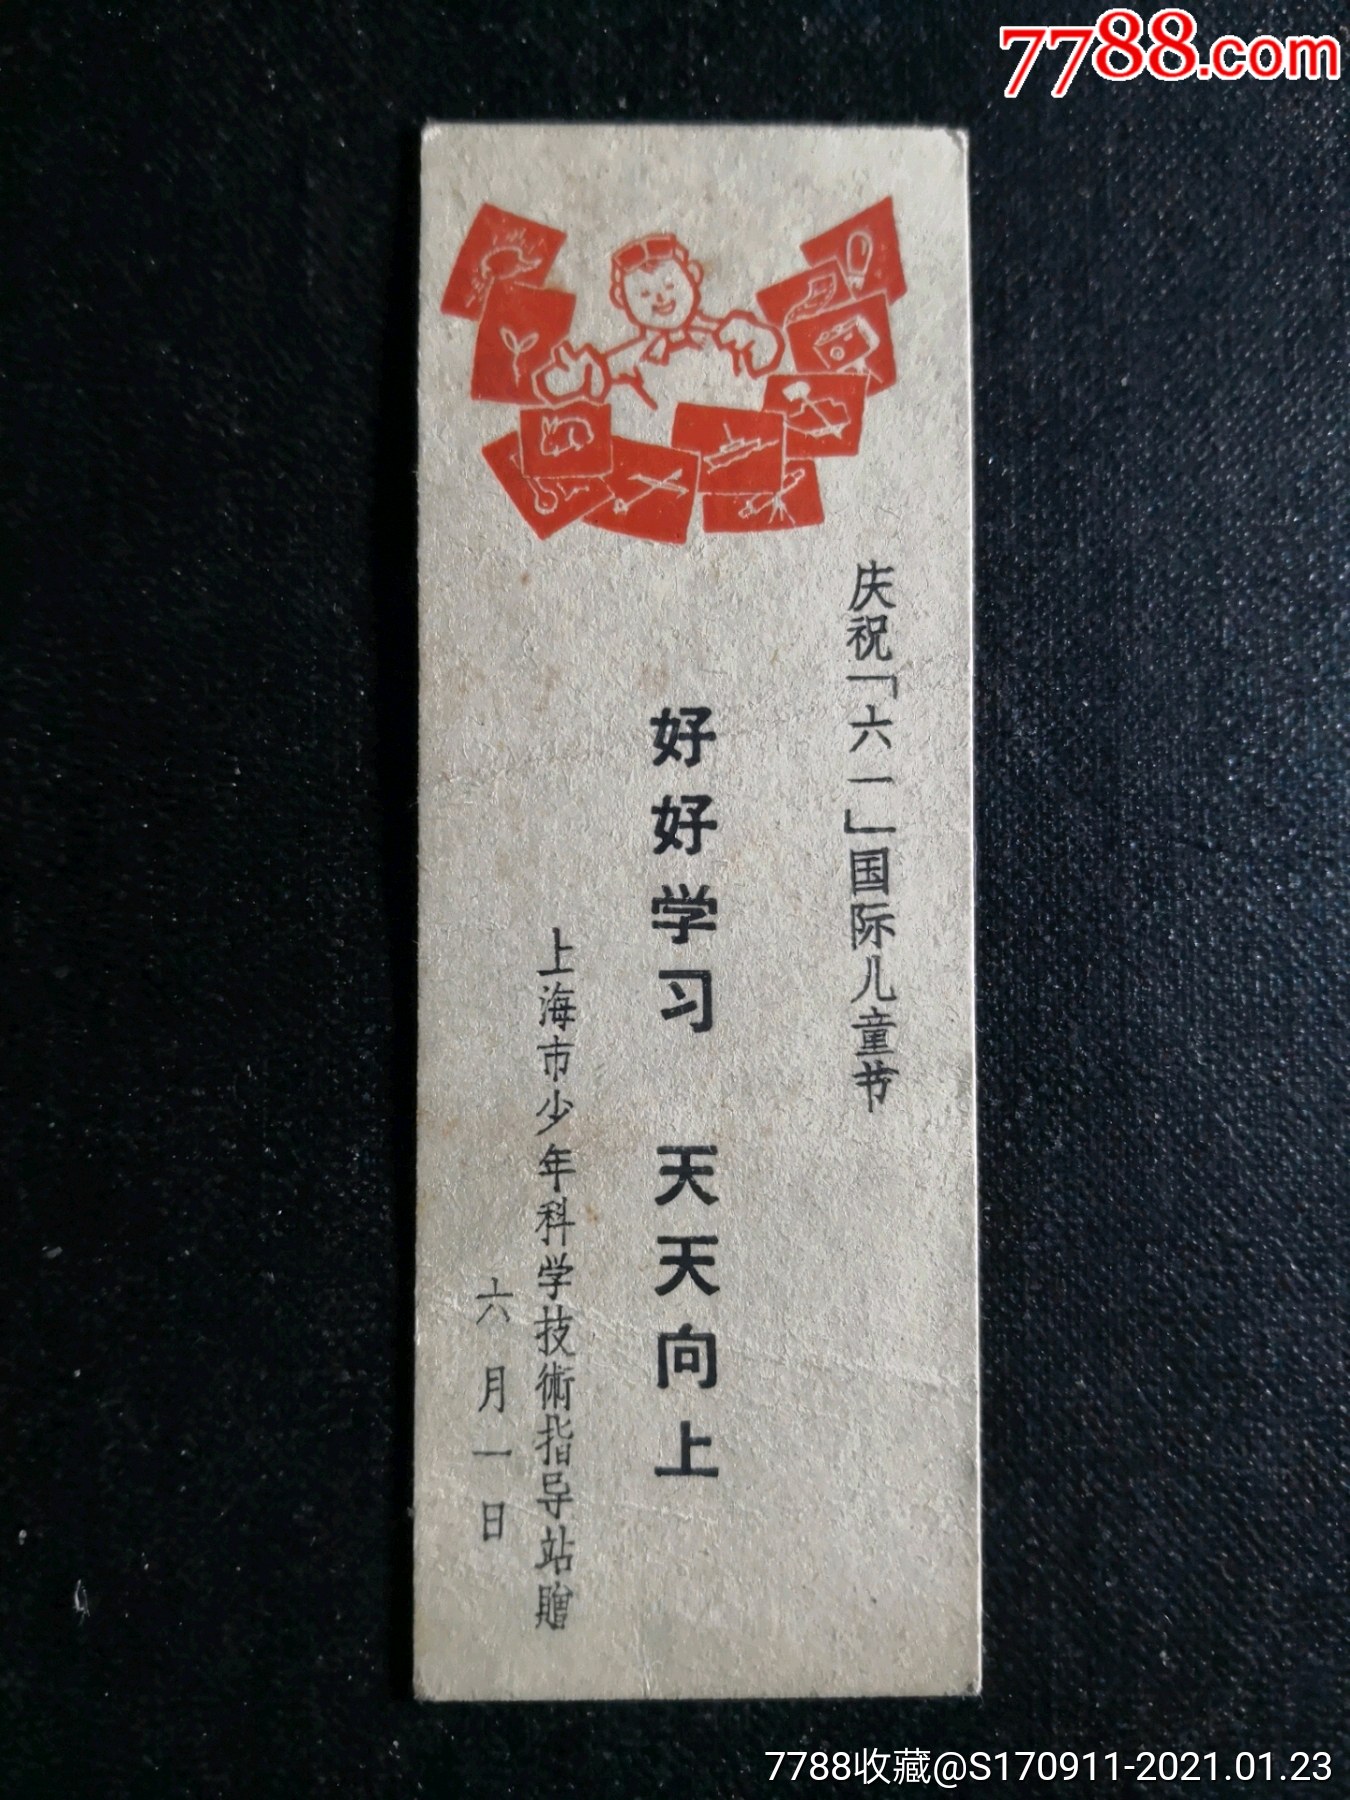 7788.com
庆祝「六一」国际儿童节
好好学习 天天向上
上海市少年科学技術指导站贈
六月一日
7788收藏@S170911-2021.01.23